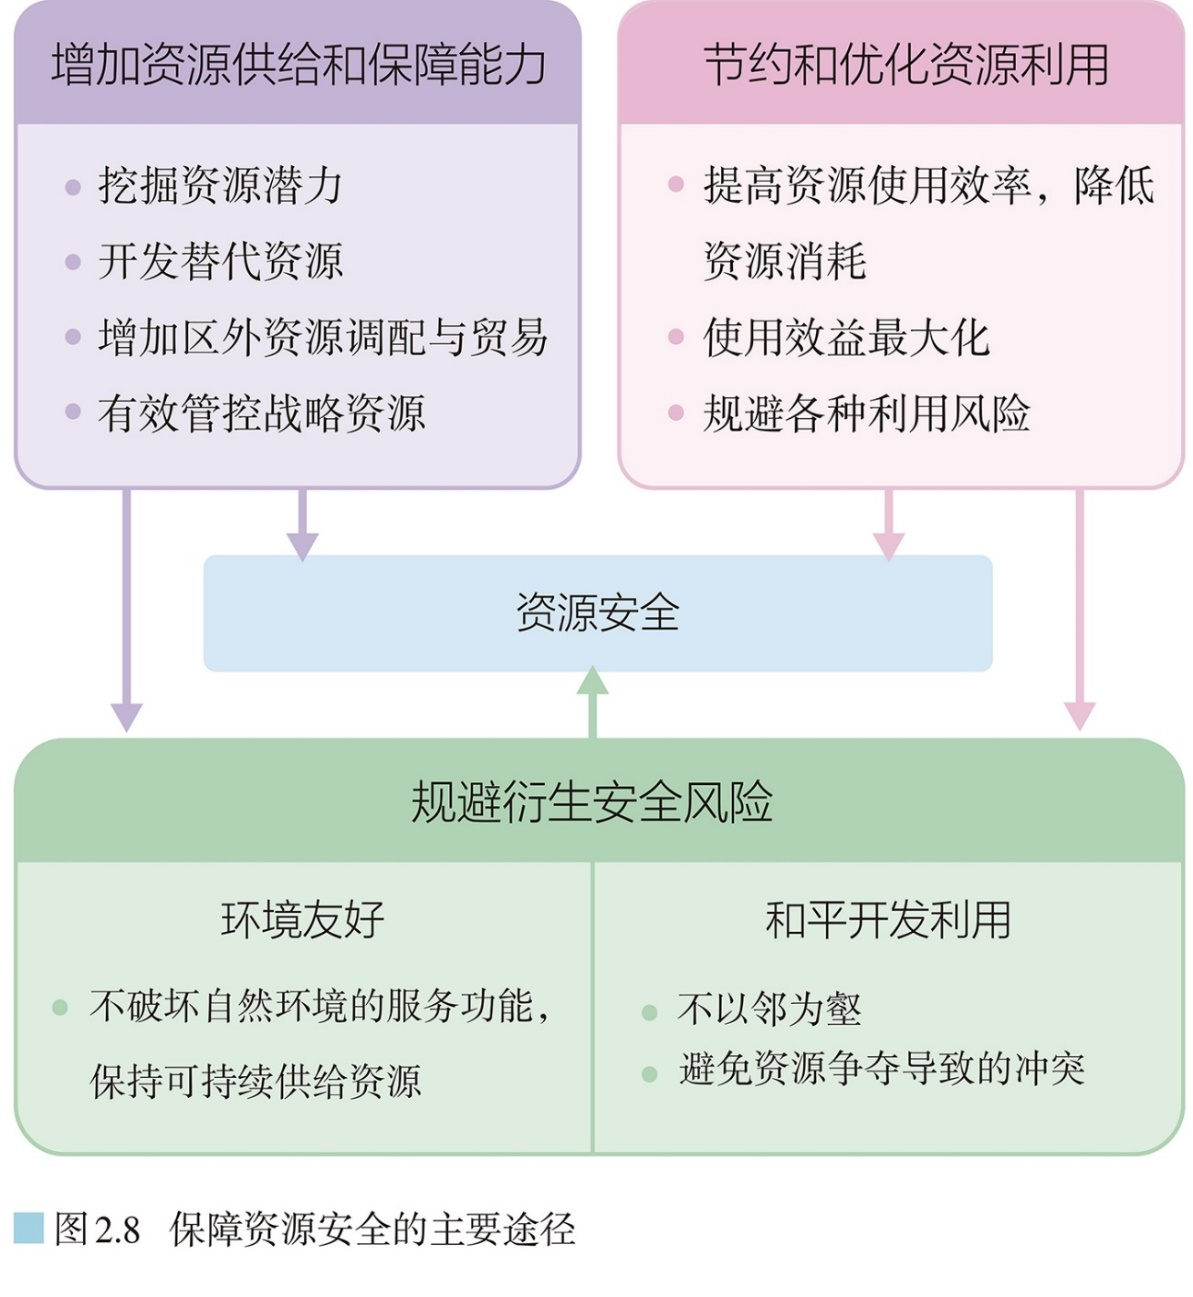 增加资源供给和保障能力
挖掘资源潜力
开发替代资源
增加区外资源调配与贸易
有效管控战略资源
节约和优化资源利用
提高资源使用效率，降低
资源消耗
使用效益最大化
规避各种利用风险
资源安全
规避衍生安全风险
环境友好
不破坏自然环境的服务功能，
保持可持续供给资源
和平开发利用
不以邻为壑
避免资源争夺导致的冲突
图2.8 保障资源安全的主要途径